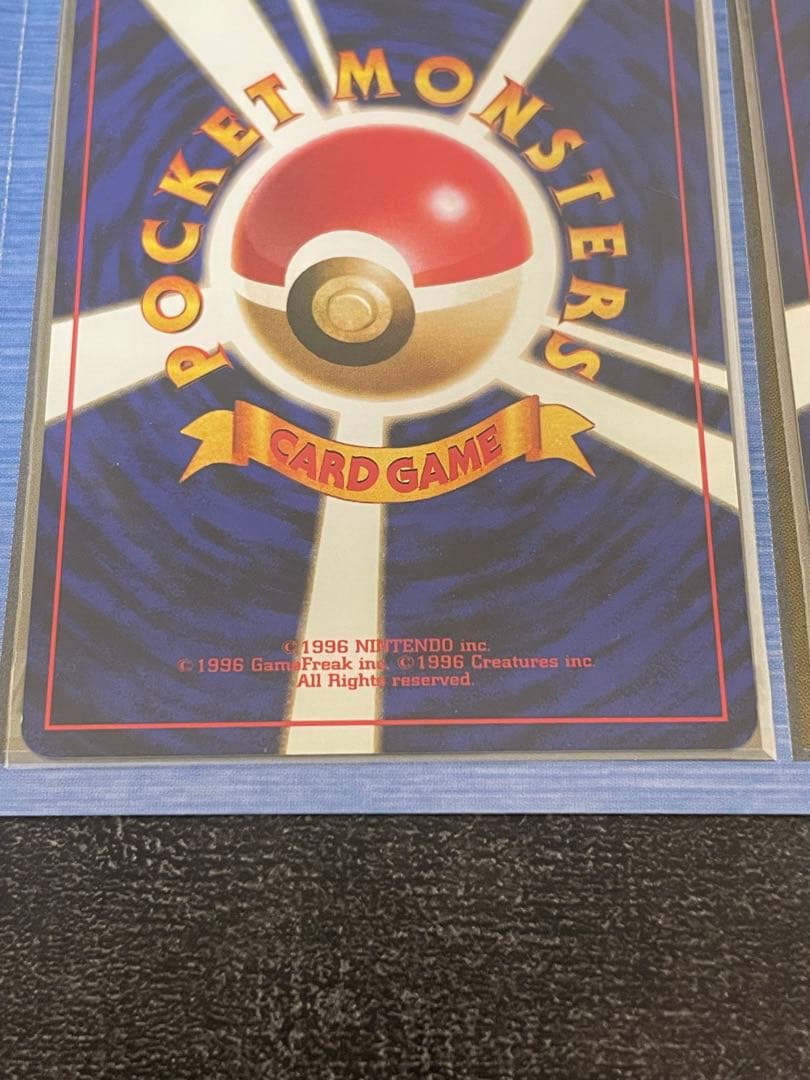 POCKET MONSTERS
CARD GAME
©1996 NINTENDO inc.
©1996 GameFreak inc. ©1996 Creatures inc.
All Rights reserved.